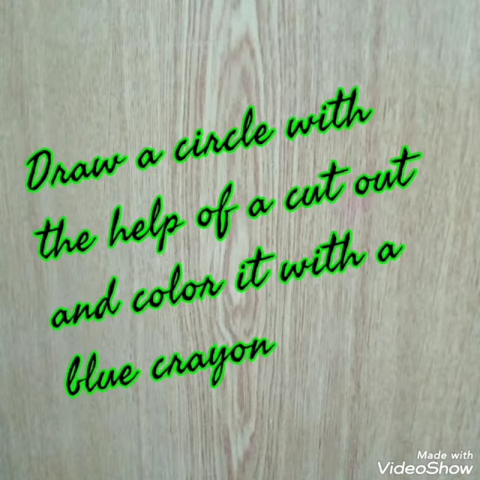 Draw a circle with
the help of a cut out
and color it with a
blue crayon
Made with
VideoShow